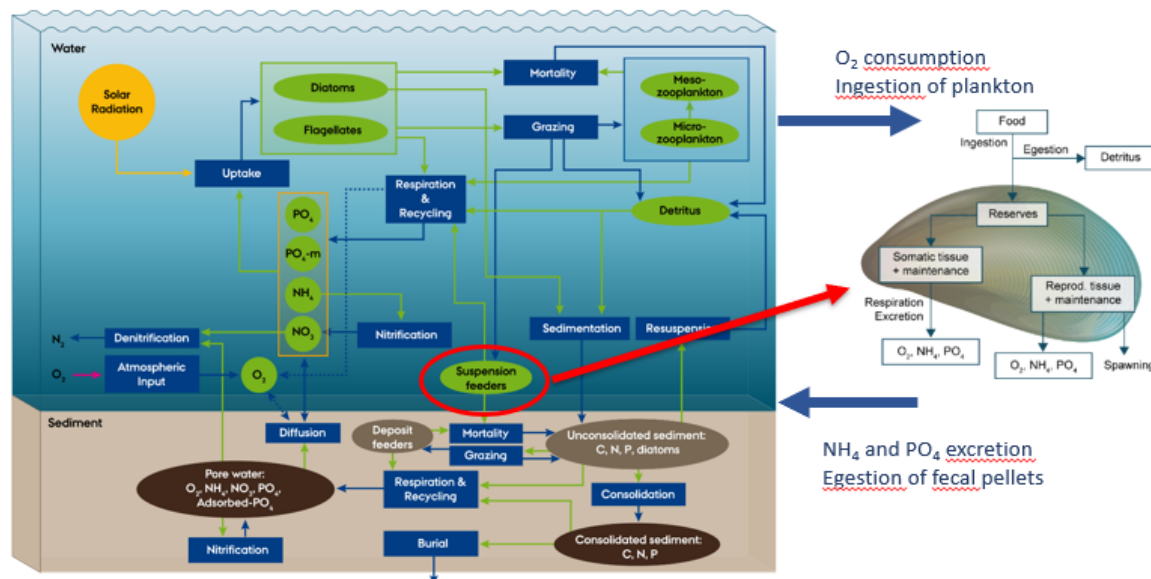 Water
Solar
Radiation
Diatoms
Flagellates
Mortality
Grazing
Meso-
zooplankton
Micro-
zooplankton
Uptake
Respiration
&
Recycling
Detritus
PO₄
PO₄-m
NH₄
NO₃
Nitrification
Sedimentation
Resuspension
N₂
Denitrification
O₂
Atmospheric
Input
O₂
Suspension
feeders
Sediment
Diffusion
Deposit
feeders
Mortality
Grazing
Unconsolidated sediment:
C, N, P, diatoms
Pore water:
O₂, NH₄, NO₃, PO₄,
Adsorbed-PO₄
Respiration &
Recycling
Consolidation
Nitrification
Burial
Consolidated sediment:
C, N, P
O₂ consumption
Ingestion of plankton
Food
Ingestion
Egestion
Detritus
Reserves
Somatic tissue
+ maintenance
Reprod. tissue
+ maintenance
Respiration
Excretion
O₂, NH₄, PO₄
O₂, NH₄, PO₄
Spawning
NH₄ and PO₄ excretion
Egestion of fecal pellets